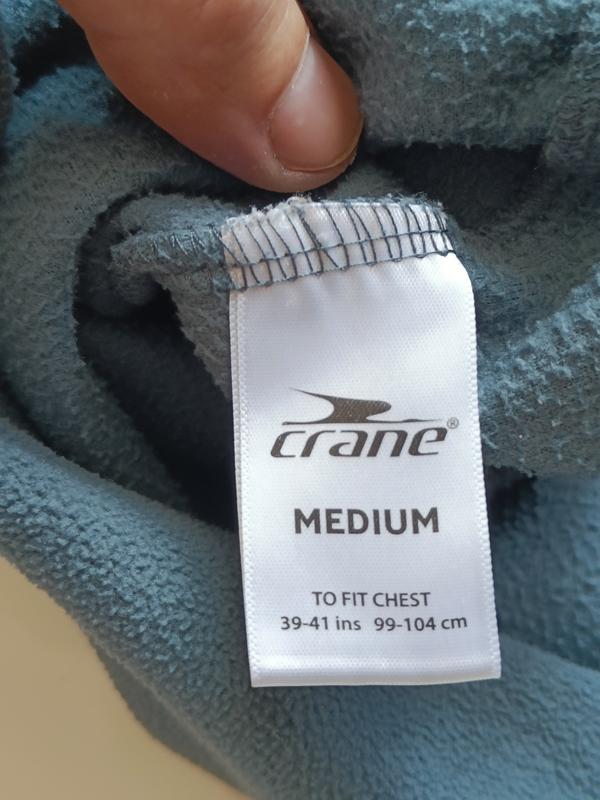 crane®
MEDIUM
TO FIT CHEST
39-41 ins 99-104 cm